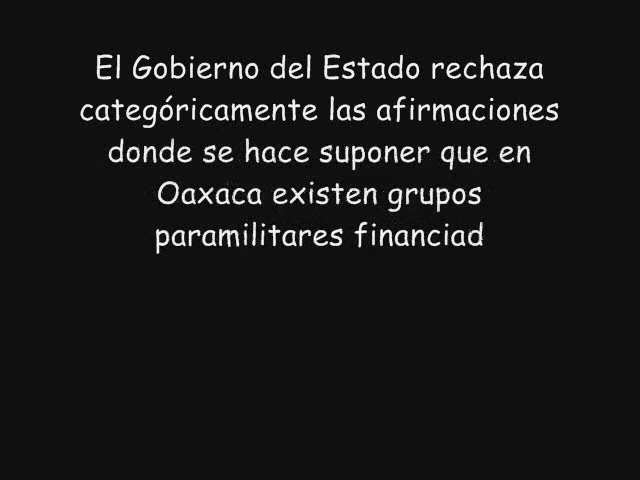 El Gobierno del Estado rechaza
categóricamente las afirmaciones
donde se hace suponer que en
Oaxaca existen grupos
paramilitares financiad